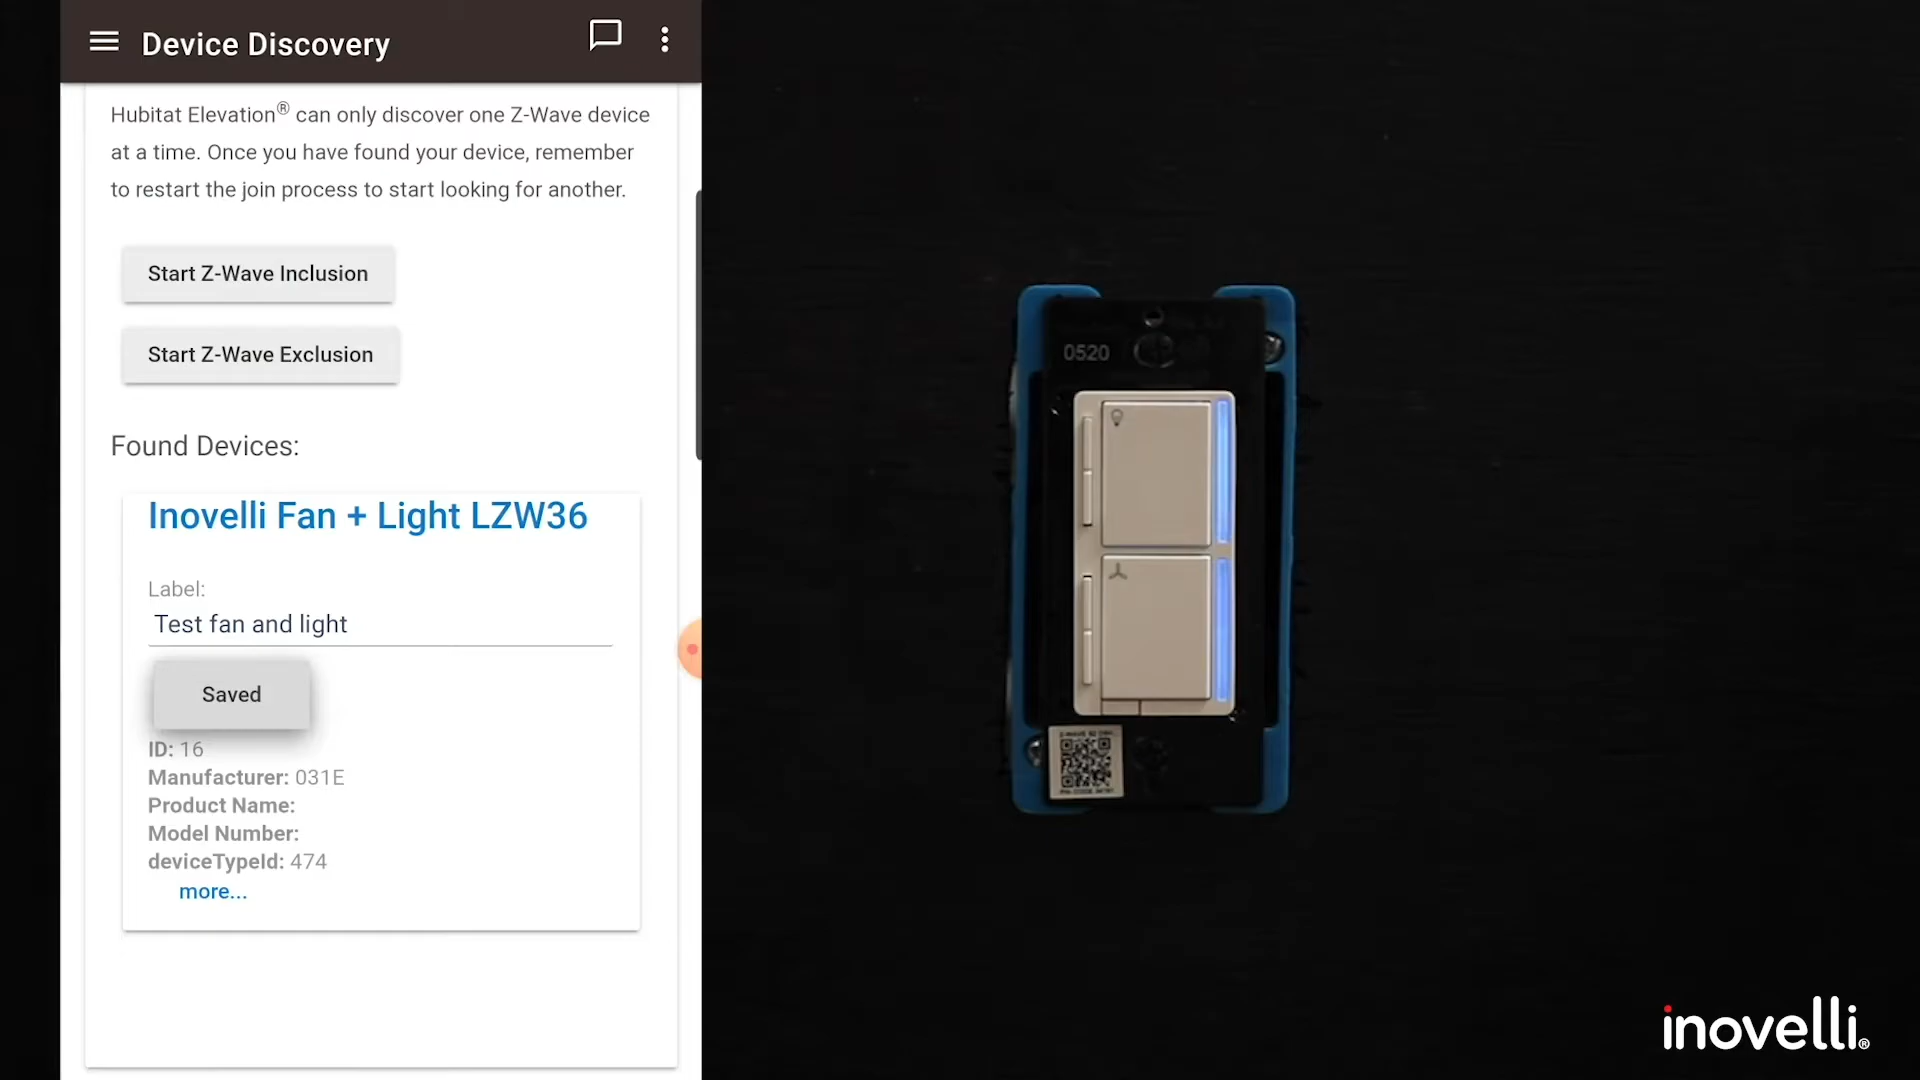 Device Discovery
Hubitat Elevation® can only discover one Z-Wave device
at a time. Once you have found your device, remember
to restart the join process to start looking for another.
Start Z-Wave Inclusion
Start Z-Wave Exclusion
Found Devices:
Inovelli Fan + Light LZW36
Label:
Test fan and light
Saved
ID: 16
Manufacturer: 031E
Product Name:
Model Number:
deviceTypeId: 474
more...
0520
inovelli®